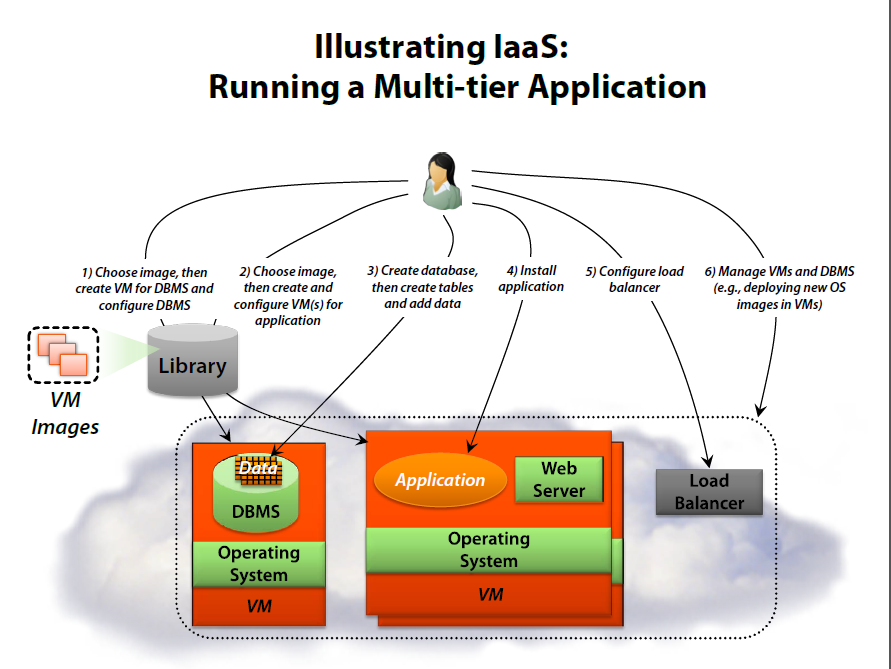 Illustrating IaaS:
Running a Multi-tier Application
1) Choose image, then
create VM for DBMS and
configure DBMS
2) Choose image,
then create and
configure VM(s) for
application
3) Create database,
then create tables
and add data
4) Install
application
5) Configure load
balancer
6) Manage VMs and DBMS
(e.g., deploying new OS
images in VMs)
Library
VM
Images
Data
DBMS
Operating
System
VM
Application
Web
Server
Operating
System
VM
Load
Balancer